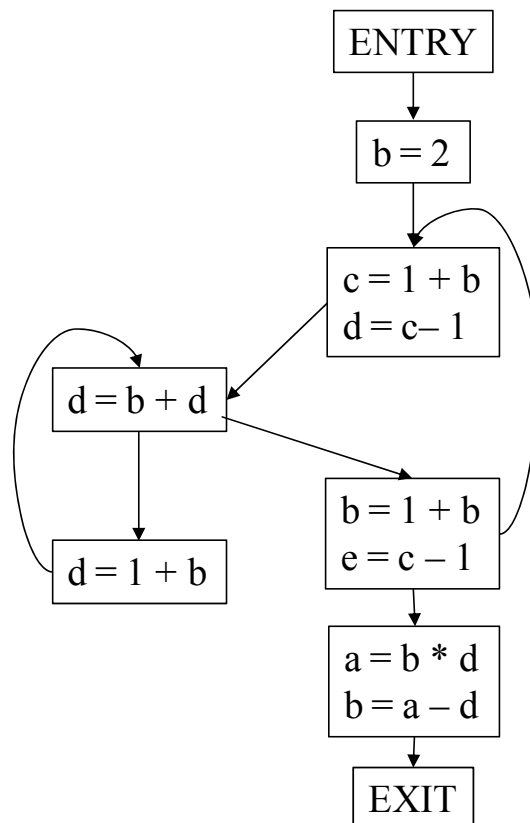 ENTRY
b = 2
c = 1 + b
d = c– 1
d = b + d
d = 1 + b
b = 1 + b
e = c – 1
a = b * d
b = a – d
EXIT